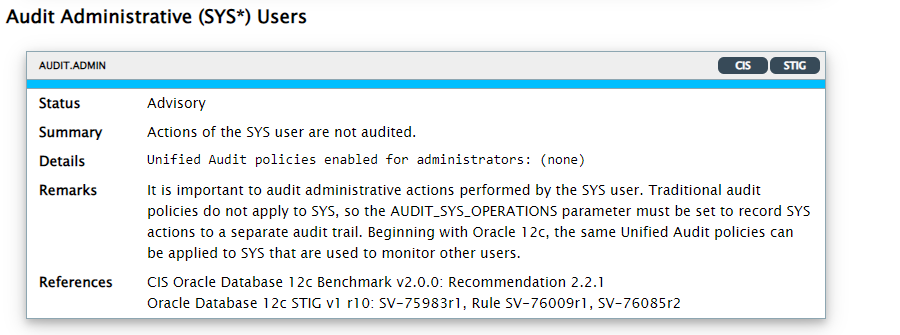 Audit Administrative (SYS*) Users
AUDIT.ADMIN CIS STIG
Status Advisory
Summary Actions of the SYS user are not audited.
Details Unified Audit policies enabled for administrators: (none)
Remarks It is important to audit administrative actions performed by the SYS user. Traditional audit
policies do not apply to SYS, so the AUDIT_SYS_OPERATIONS parameter must be set to record SYS
actions to a separate audit trail. Beginning with Oracle 12c, the same Unified Audit policies can
be applied to SYS that are used to monitor other users.
References CIS Oracle Database 12c Benchmark v2.0.0: Recommendation 2.2.1
Oracle Database 12c STIG v1 r10: SV-75983r1, Rule SV-76009r1, SV-76085r2